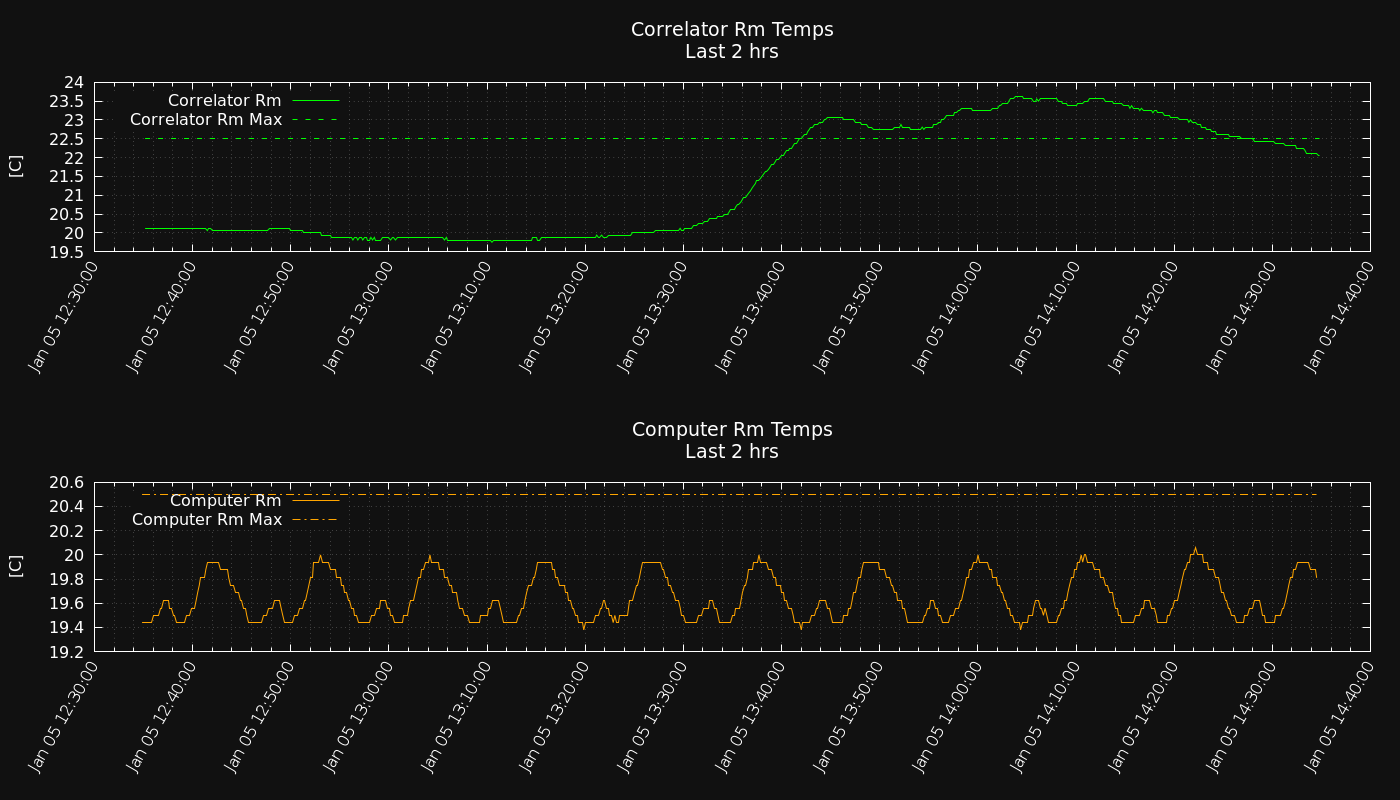 Correlator Rm Temps
Last 2 hrs
[C]
24
23.5
23
22.5
22
21.5
21
20.5
20
19.5
Correlator Rm
Correlator Rm Max
Jan 05 12:30:00
Jan 05 12:40:00
Jan 05 12:50:00
Jan 05 13:00:00
Jan 05 13:10:00
Jan 05 13:20:00
Jan 05 13:30:00
Jan 05 13:40:00
Jan 05 13:50:00
Jan 05 14:00:00
Jan 05 14:10:00
Jan 05 14:20:00
Jan 05 14:30:00
Jan 05 14:40:00
Computer Rm Temps
Last 2 hrs
[C]
20.6
20.4
20.2
20
19.8
19.6
19.4
19.2
Computer Rm
Computer Rm Max
Jan 05 12:30:00
Jan 05 12:40:00
Jan 05 12:50:00
Jan 05 13:00:00
Jan 05 13:10:00
Jan 05 13:20:00
Jan 05 13:30:00
Jan 05 13:40:00
Jan 05 13:50:00
Jan 05 14:00:00
Jan 05 14:10:00
Jan 05 14:20:00
Jan 05 14:30:00
Jan 05 14:40:00